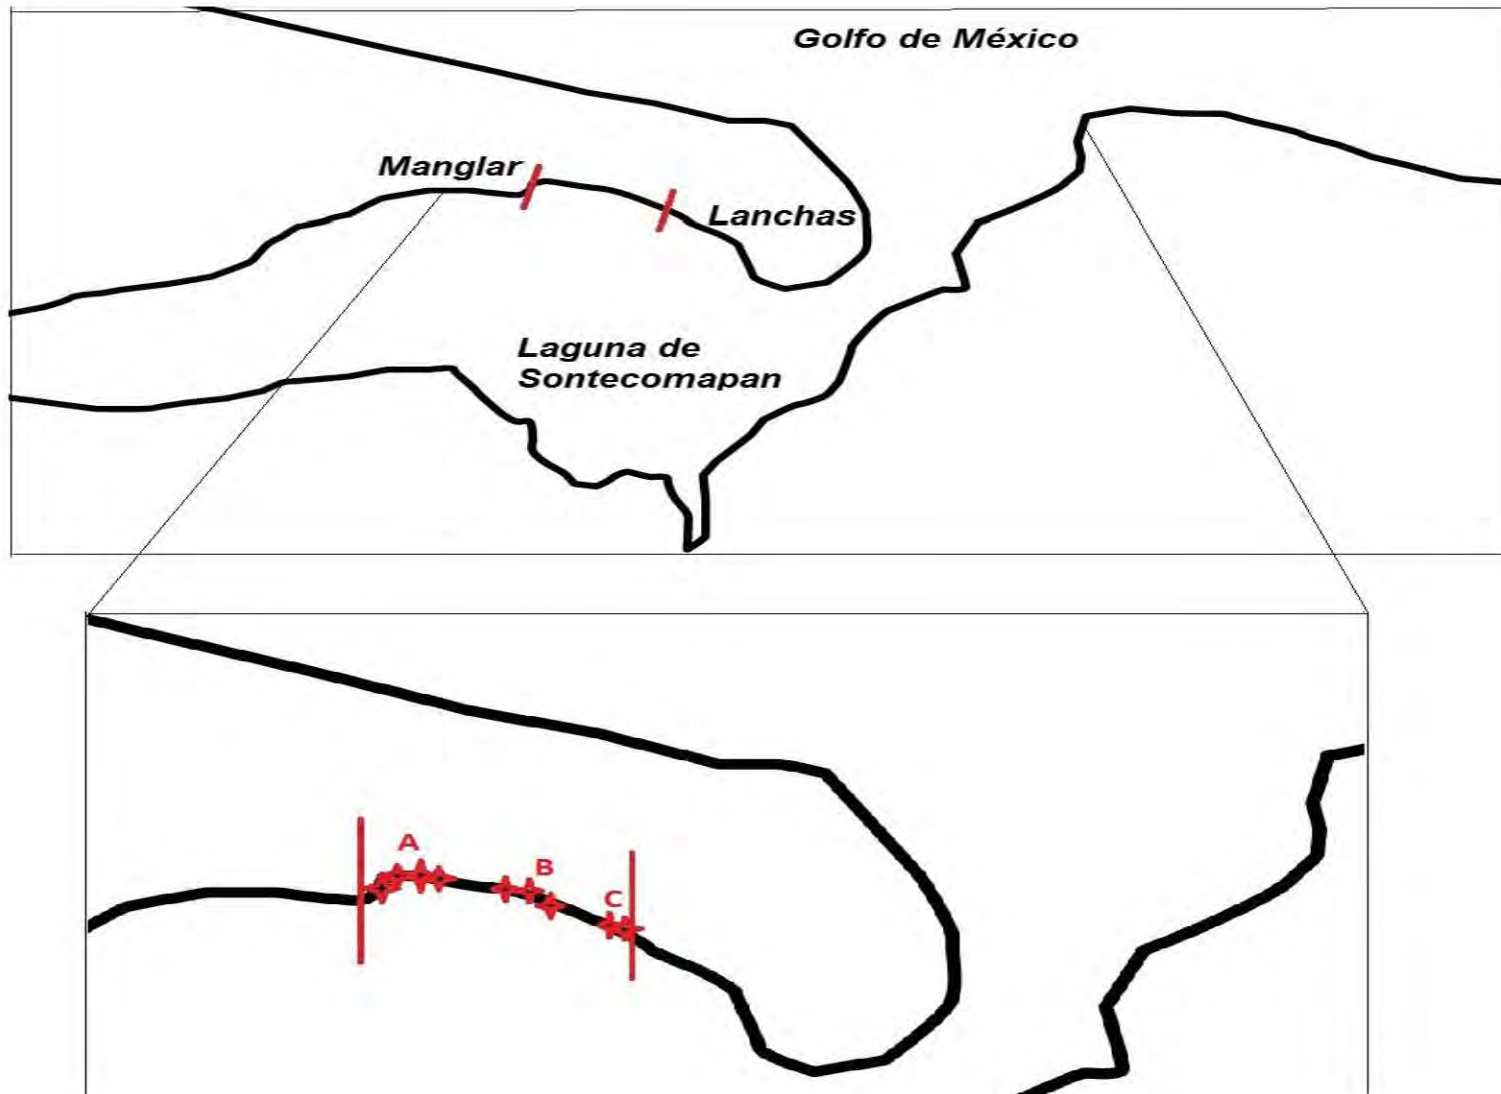 Golfo de México
Manglar
Lanchas
Laguna de
Sontecomapan
A
B
C